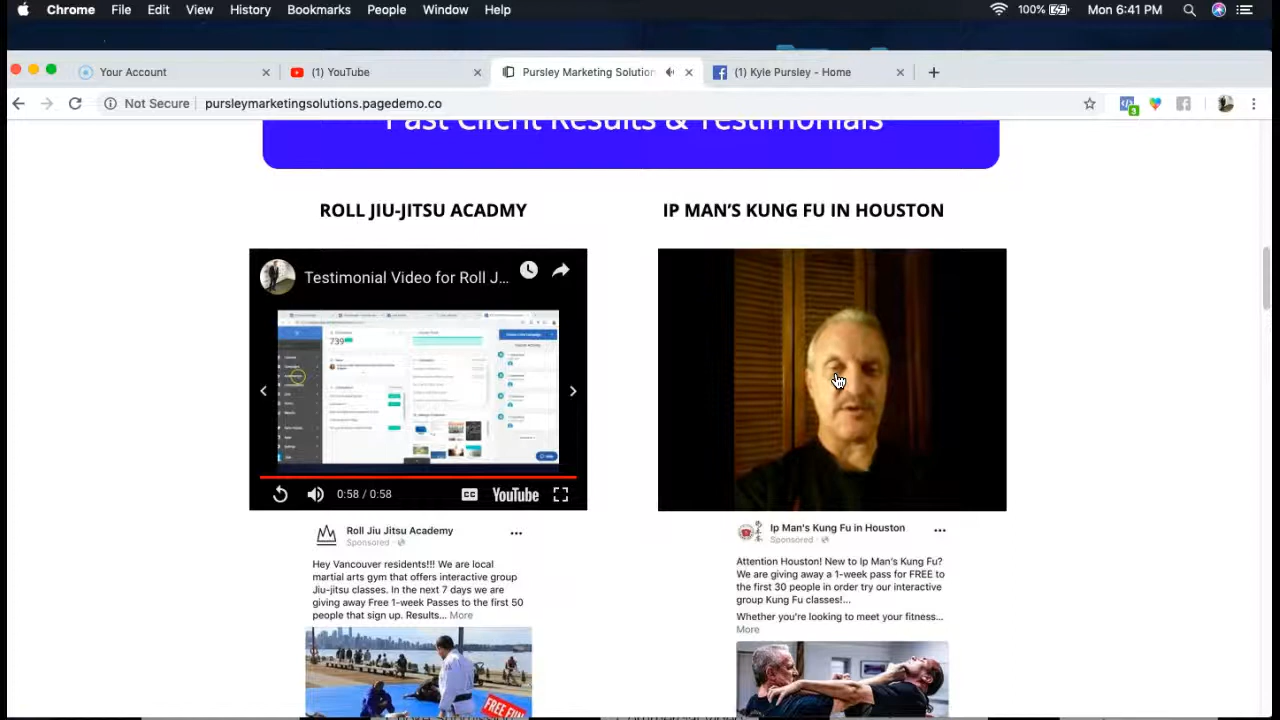 Chrome File Edit View History Bookmarks People Window Help 100% Mon 6:41 PM
Your Account (1) YouTube Pursley Marketing Solution (1) Kyle Pursley - Home
Not Secure pursleymarketingsolutions.pagedemo.co
3
Past Client Results & Testimonials
ROLL JIU-JITSU ACADMY
IP MAN'S KUNG FU IN HOUSTON
Testimonial Video for Roll J...
739
0:58 / 0:58 CC YouTube
Roll Jiu Jitsu Academy
Sponsored
Hey Vancouver residents!!! We are local
martial arts gym that offers interactive group
Jiu-jitsu classes. In the next 7 days we are
giving away Free 1-week Passes to the first 50
people that sign up. Results... More
FREE FUN
Ip Man's Kung Fu in Houston
Sponsored
Attention Houston! New to Ip Man's Kung Fu?
We are giving away a 1-week pass for FREE to
the first 30 people in order try our interactive
group Kung Fu classes!...
Whether you're looking to meet your fitness...
More